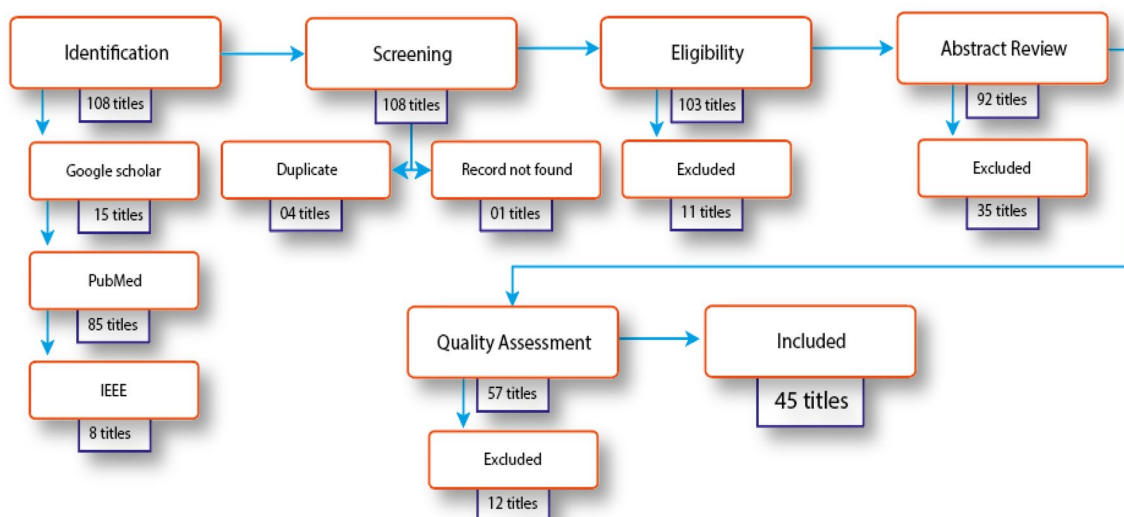 Identification
108 titles
Google scholar
15 titles
PubMed
85 titles
IEEE
8 titles
Screening
108 titles
Duplicate
04 titles
Record not found
01 titles
Eligibility
103 titles
Excluded
11 titles
Abstract Review
92 titles
Excluded
35 titles
Quality Assessment
57 titles
Excluded
12 titles
Included
45 titles